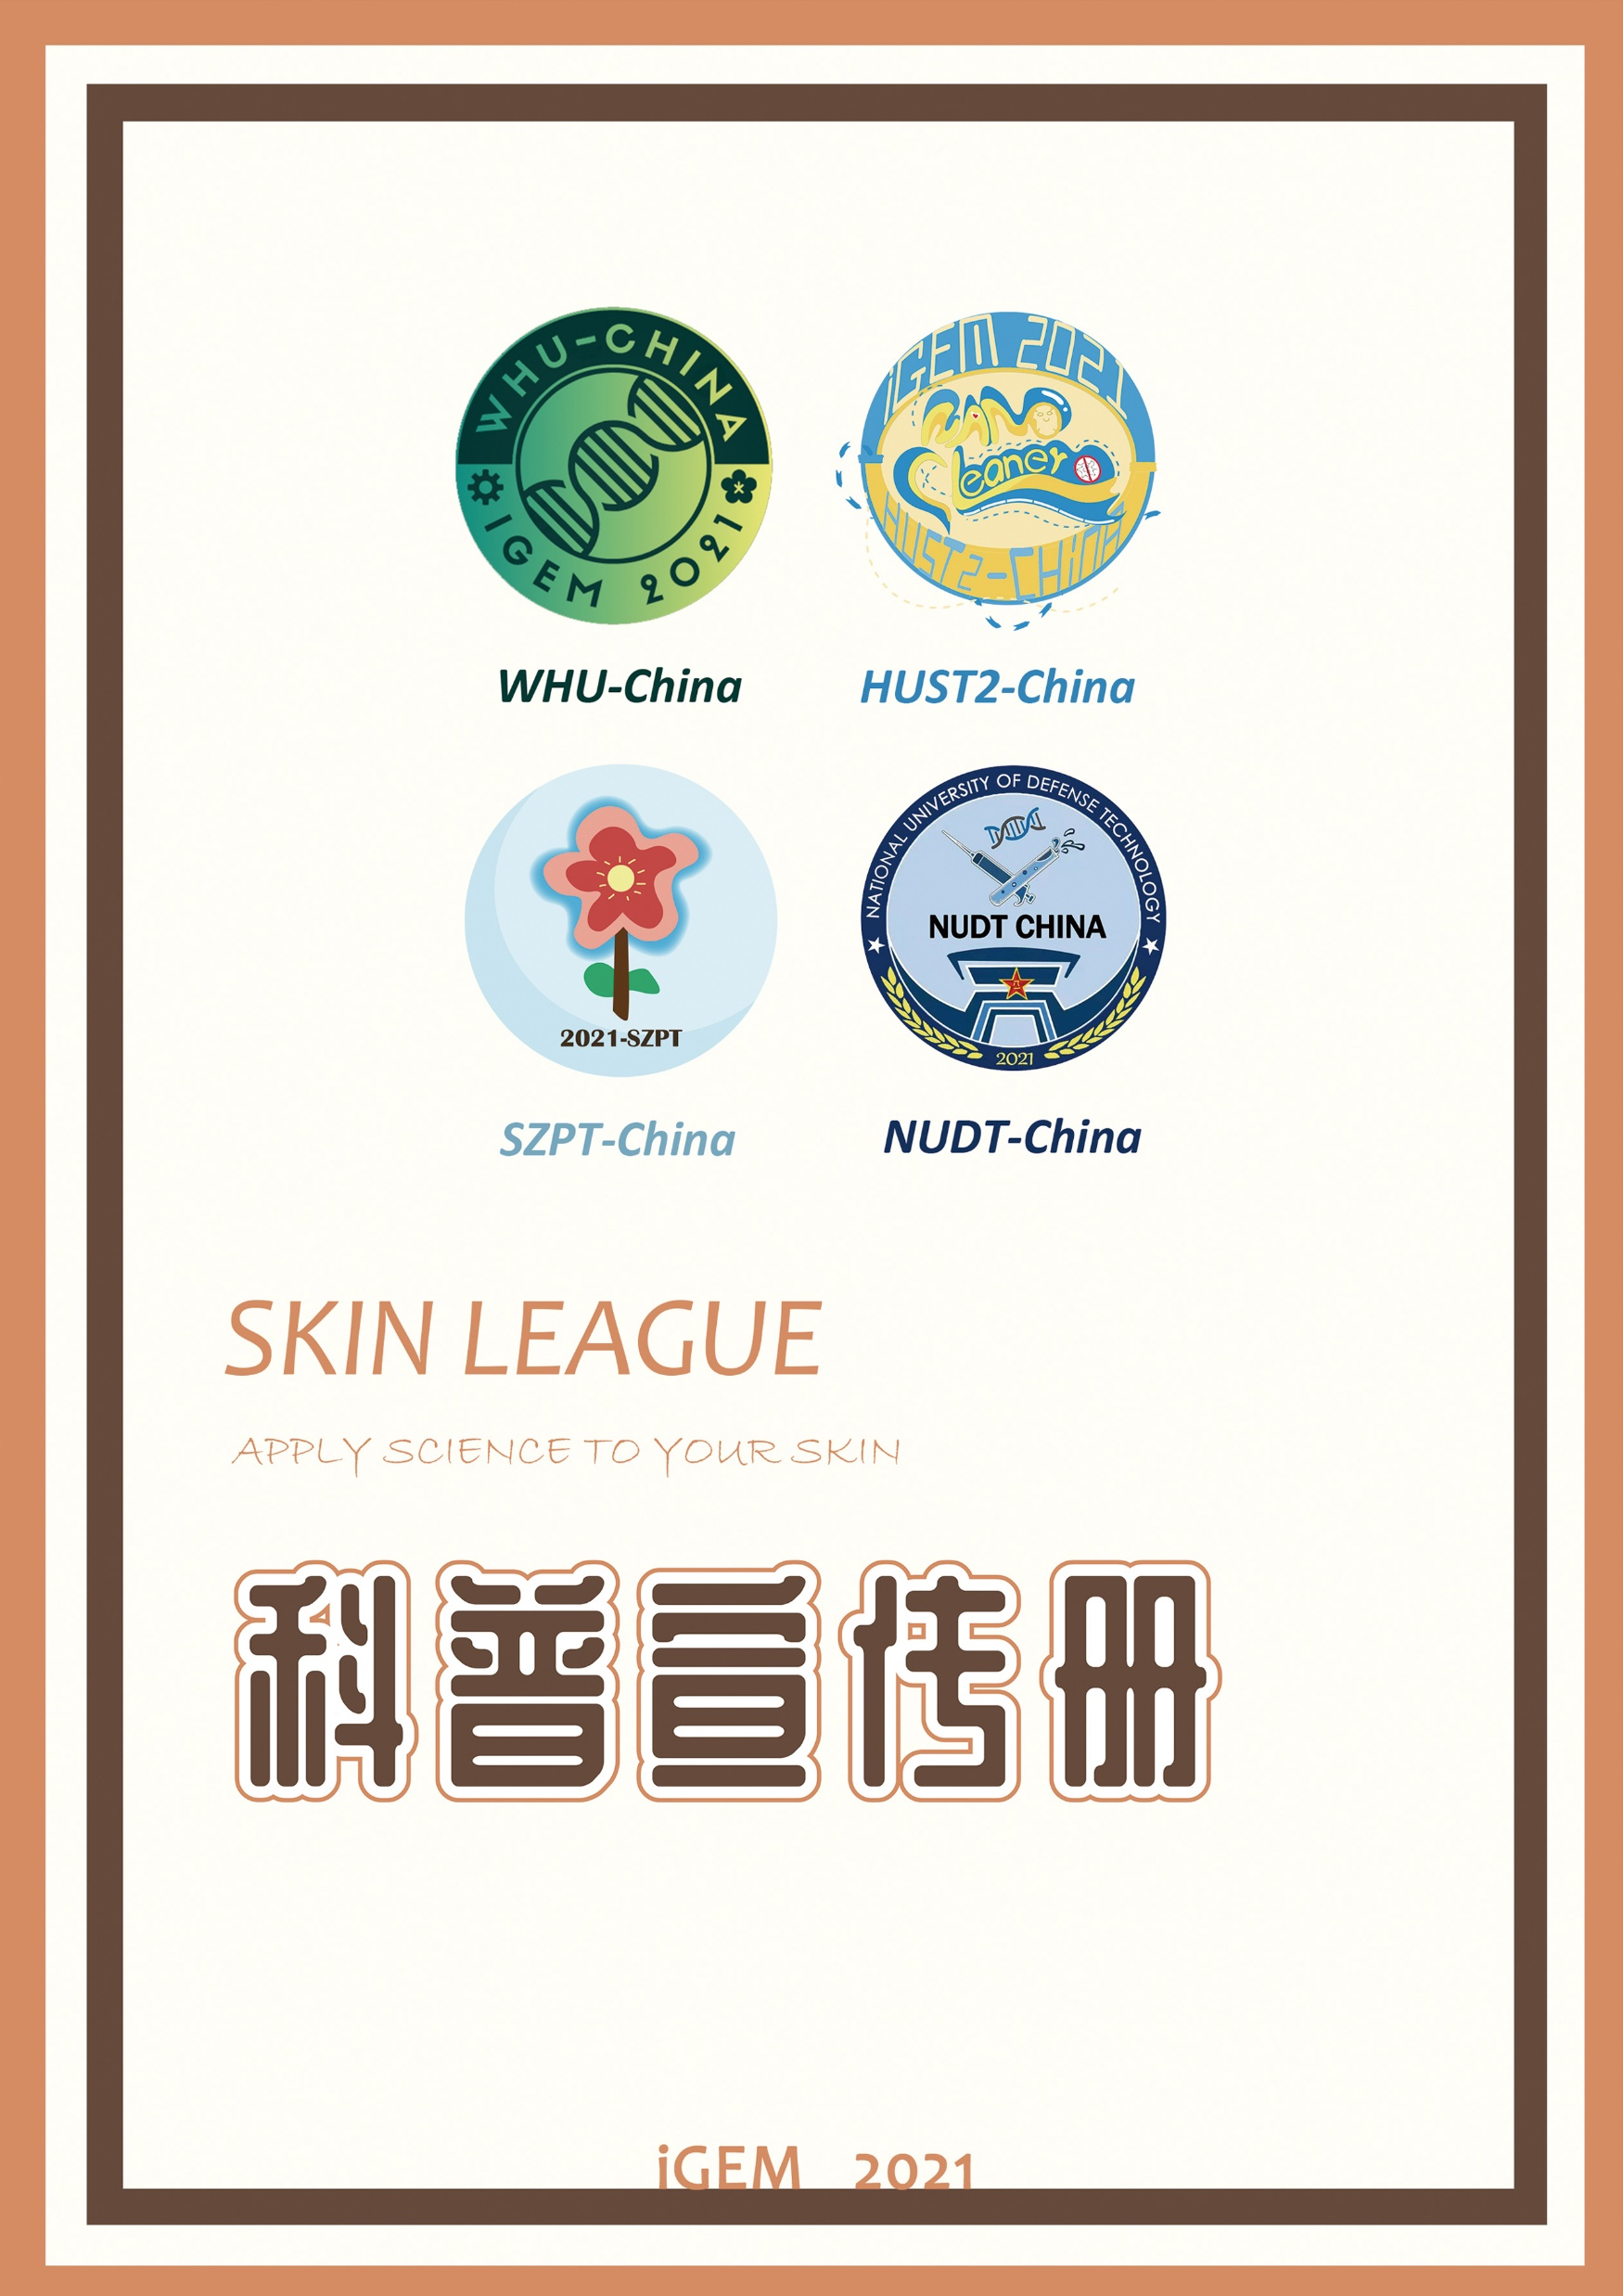 WHU-CHINA
IGEM 2021
iGEM 2021
NANO
Cleaner
HUST2-CHINA
WHU-China
HUST2-China
2021-SZPT
NATIONAL UNIVERSITY OF DEFENSE TECHNOLOGY
NUDT CHINA
2021
SZPT-China
NUDT-China
SKIN LEAGUE
APPLY SCIENCE TO YOUR SKIN
科普宣传册
iGEM 2021